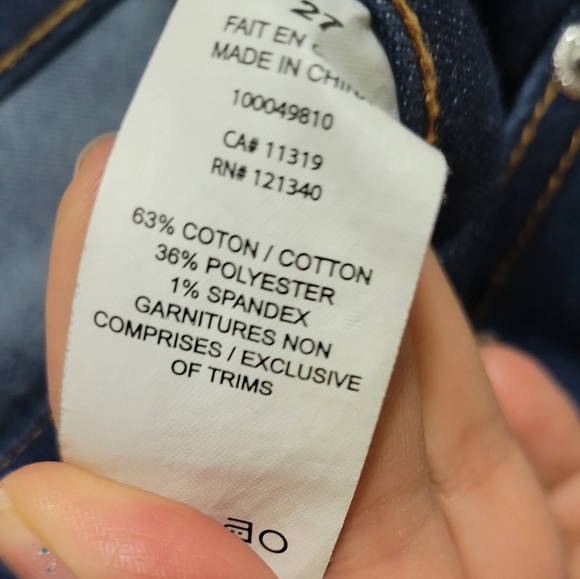 27
FAIT EN
MADE IN CHIN
100049810
CA# 11319
RN# 121340
63% COTON / COTTON
36% POLYESTER
1% SPANDEX
GARNITURES NON
COMPRISES / EXCLUSIVE
OF TRIMS